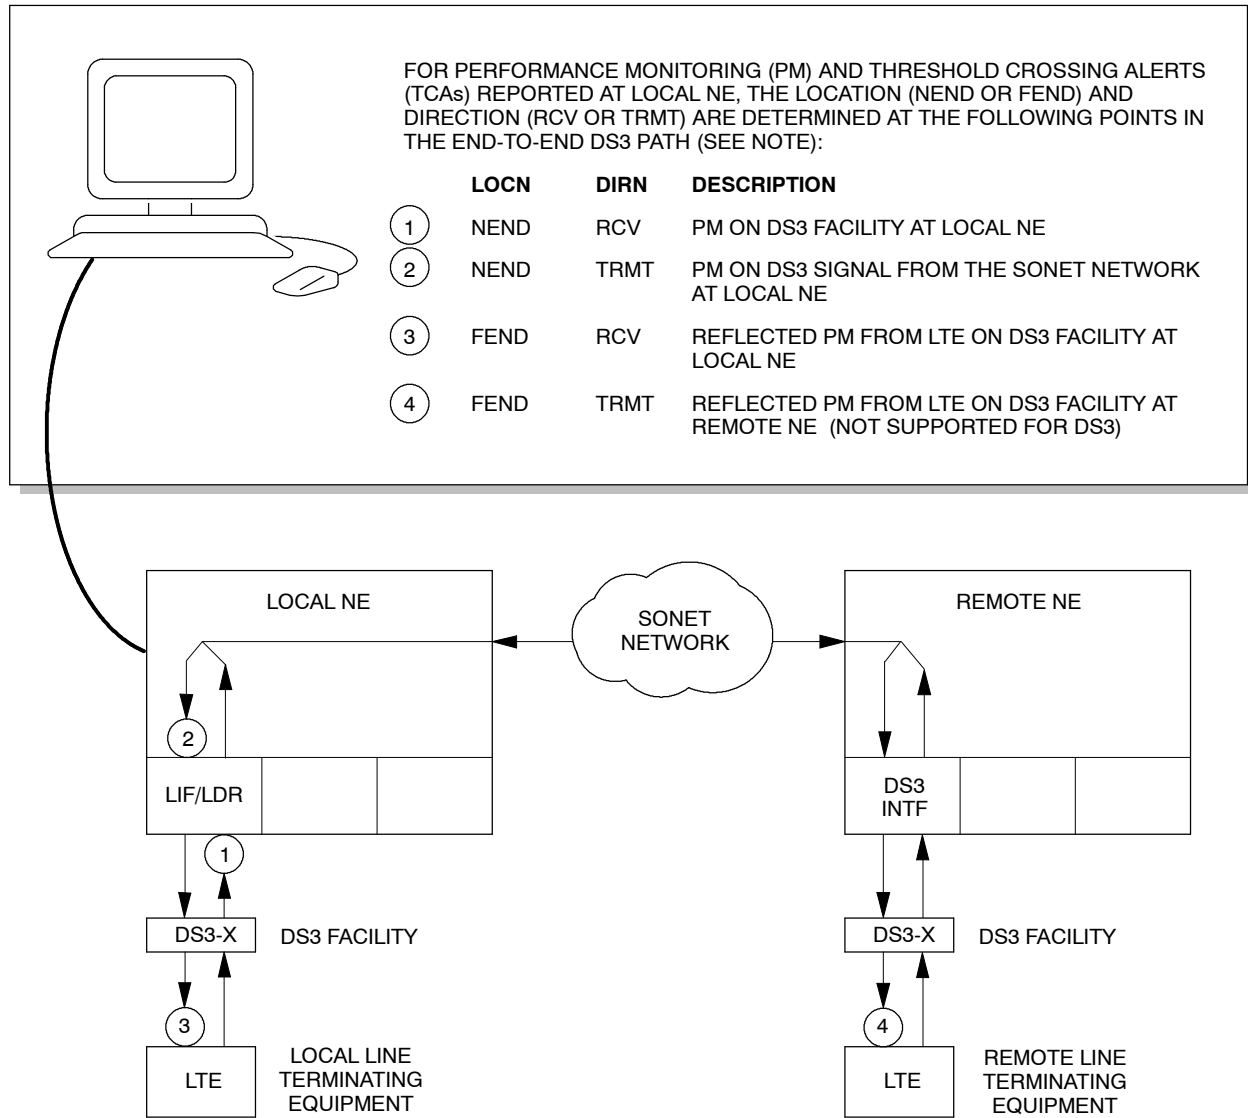 FOR PERFORMANCE MONITORING (PM) AND THRESHOLD CROSSING ALERTS
(TCAs) REPORTED AT LOCAL NE, THE LOCATION (NEND OR FEND) AND
DIRECTION (RCV OR TRMT) ARE DETERMINED AT THE FOLLOWING POINTS IN
THE END-TO-END DS3 PATH (SEE NOTE):
LOCN DIRN DESCRIPTION
1 NEND RCV PM ON DS3 FACILITY AT LOCAL NE
2 NEND TRMT PM ON DS3 SIGNAL FROM THE SONET NETWORK
AT LOCAL NE
3 FEND RCV REFLECTED PM FROM LTE ON DS3 FACILITY AT
LOCAL NE
4 FEND TRMT REFLECTED PM FROM LTE ON DS3 FACILITY AT
REMOTE NE (NOT SUPPORTED FOR DS3)
LOCAL NE
SONET
NETWORK
REMOTE NE
2
LIF/LDR
DS3
INTF
1
DS3-X DS3 FACILITY
DS3-X DS3 FACILITY
3
4
LTE
LOCAL LINE
TERMINATING
EQUIPMENT
LTE
REMOTE LINE
TERMINATING
EQUIPMENT